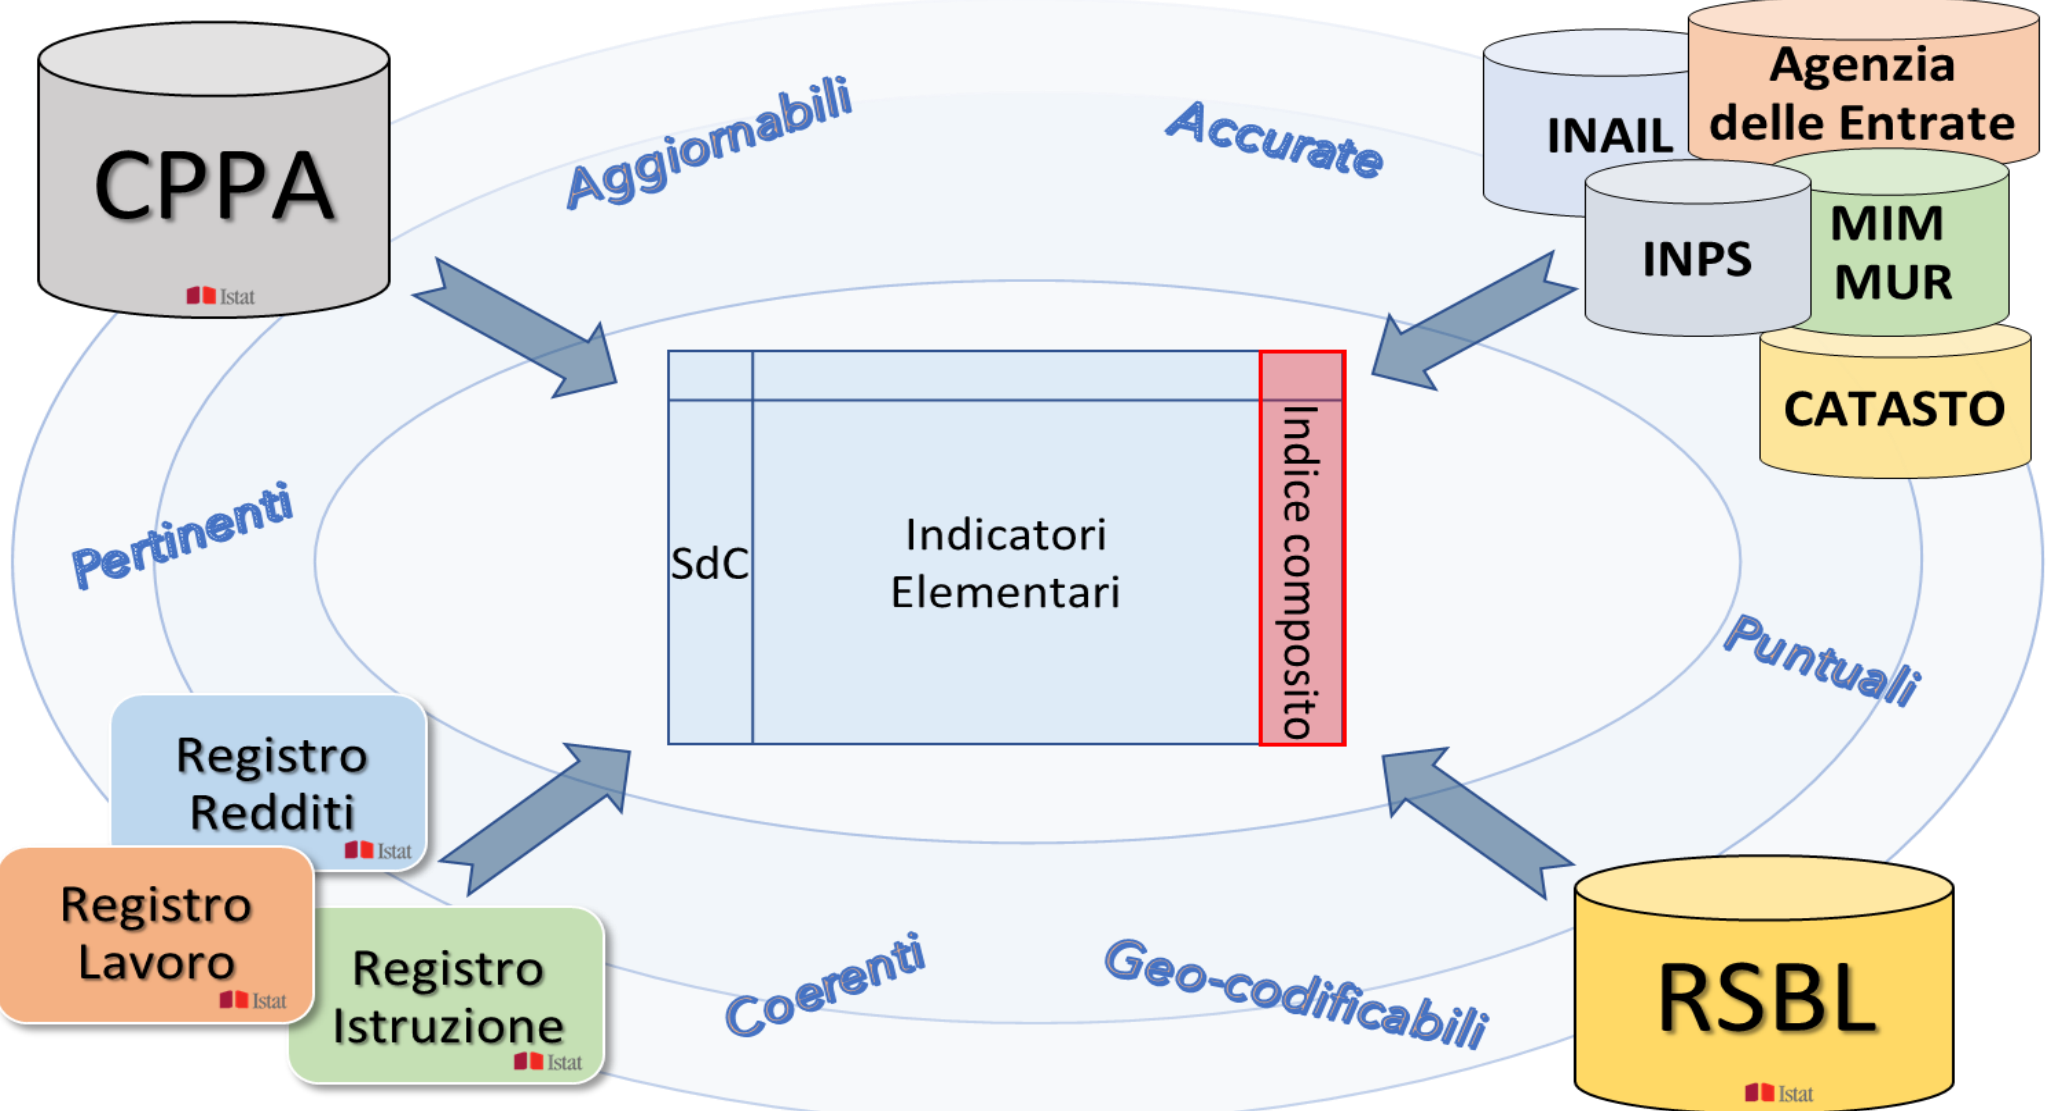 CPPA
Istat
Aggiornabili
Accurate
INAIL
Agenzia
delle Entrate
INPS
MIM
MUR
CATASTO
Pertinenti
SdC
Indicatori
Elementari
Indice composito
Puntuali
Registro
Redditi
Istat
Registro
Lavoro
Istat
Registro
Istruzione
Istat
Coerenti
Geo-codificabili
RSBL
Istat